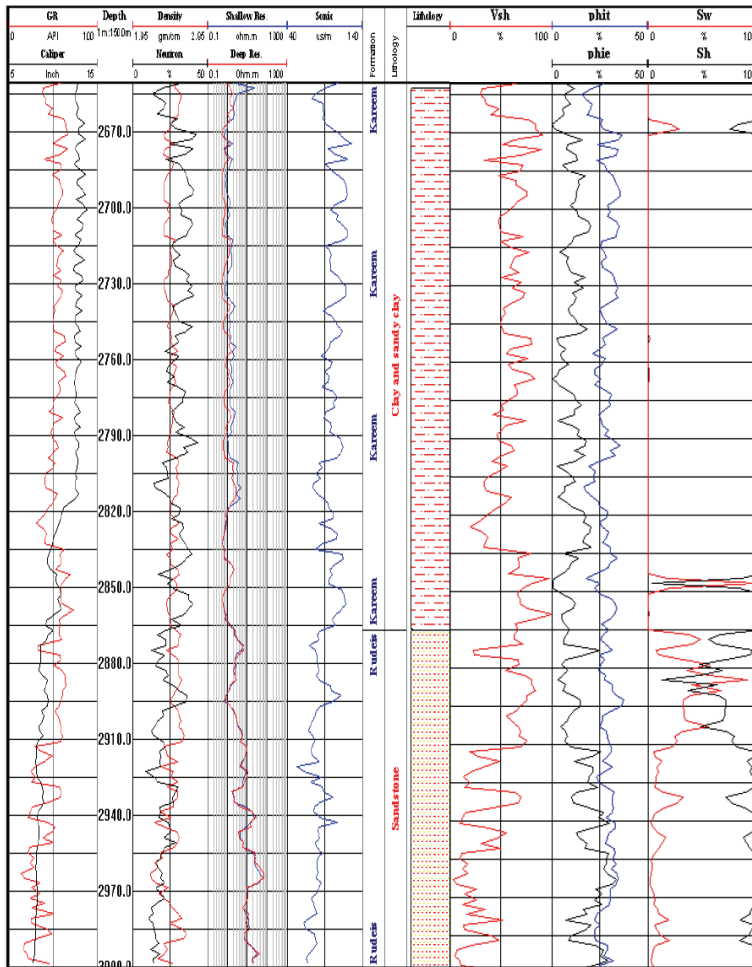 GR Depth Density Shallow Res. Sonic Lithology Vsh phit Sw
0 API 100 1m:1500m 1.95 gm/cm 2.95 0.1 ohm.m 1000 40 us/m 140 0 100 0 % 50 0 % 100
Caliper Neutron Deep Res. Formation Lithology phie Sh
5 Inch 15 0 % 50 0.1 Ohm.m 1000 0 % 50 0 % 100
Kareem
2670.0
2700.0
Kareem
2730.0
2760.0
Clay and sandy clay
Kareem
2790.0
2820.0
2850.0
Kareem
Rudeis
2880.0
2910.0
2940.0
Sandstone
2970.0
Rudeis
3000.0